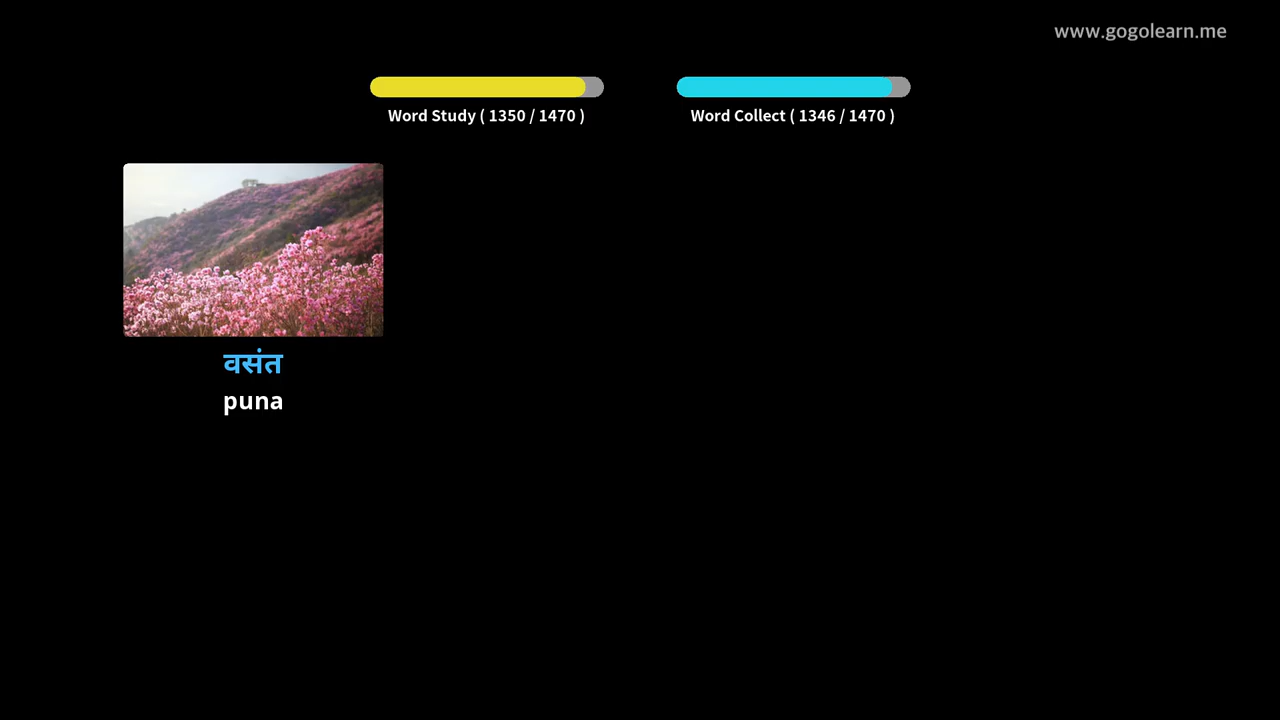 www.gogolearn.me
Word Study ( 1350 / 1470 )
Word Collect ( 1346 / 1470 )
वसंत
puna